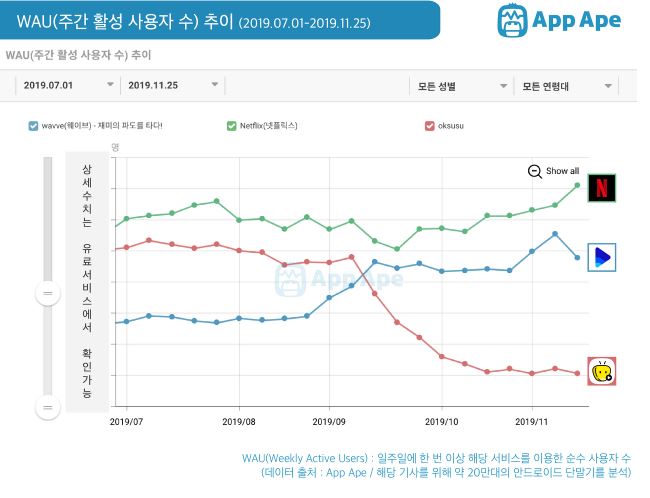 WAU(주간 활성 사용자 수) 추이 (2019.07.01-2019.11.25)
App Ape
WAU(주간 활성 사용자 수) 추이
2019.07.01
2019.11.25
모든 성별
모든 연령대
wavve(웨이브) - 재미의 파도를 타다!
Netflix(넷플릭스)
oksusu
명
Show all
상세수치는 유료서비스에서 확인가능
N
App Ape
2019/07
2019/08
2019/09
2019/10
2019/11
WAU(Weekly Active Users) : 일주일에 한 번 이상 해당 서비스를 이용한 순수 사용자 수
(데이터 출처 : App Ape / 해당 기사를 위해 약 20만대의 안드로이드 단말기를 분석)